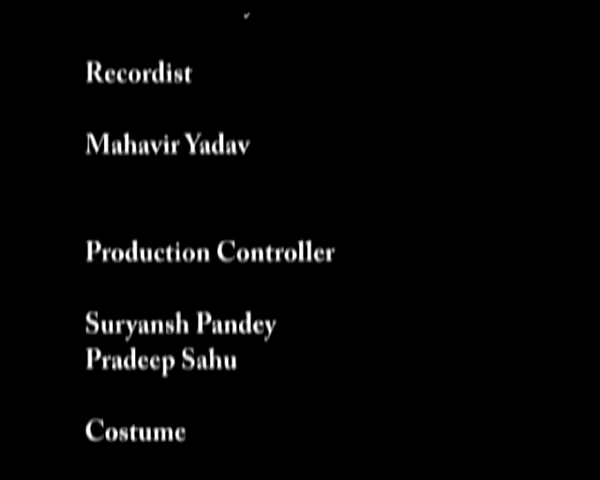 Recordist
Mahavir Yadav
Production Controller
Suryansh Pandey
Pradeep Sahu
Costume